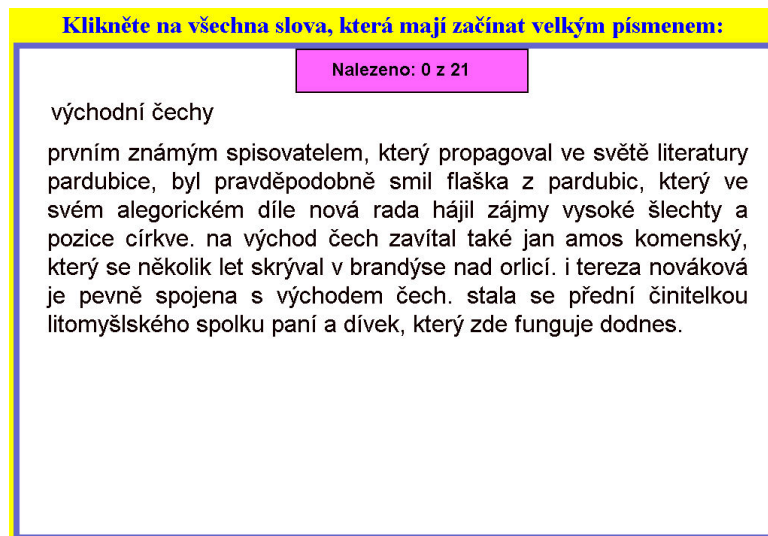 Klikněte na všechna slova, která mají začínat velkým písmenem:
Nalezeno: 0 z 21
východní čechy
prvním známým spisovatelem, který propagoval ve světě literatury
pardubice, byl pravděpodobně smil flaška z pardubic, který ve
svém alegorickém díle nová rada hájil zájmy vysoké šlechty a
pozice církve. na východ čech zavítal také jan amos komenský,
který se několik let skrýval v brandýse nad orlicí. i tereza nováková
je pevně spojena s východem čech. stala se přední činitelkou
litomyšlského spolku paní a dívek, který zde funguje dodnes.